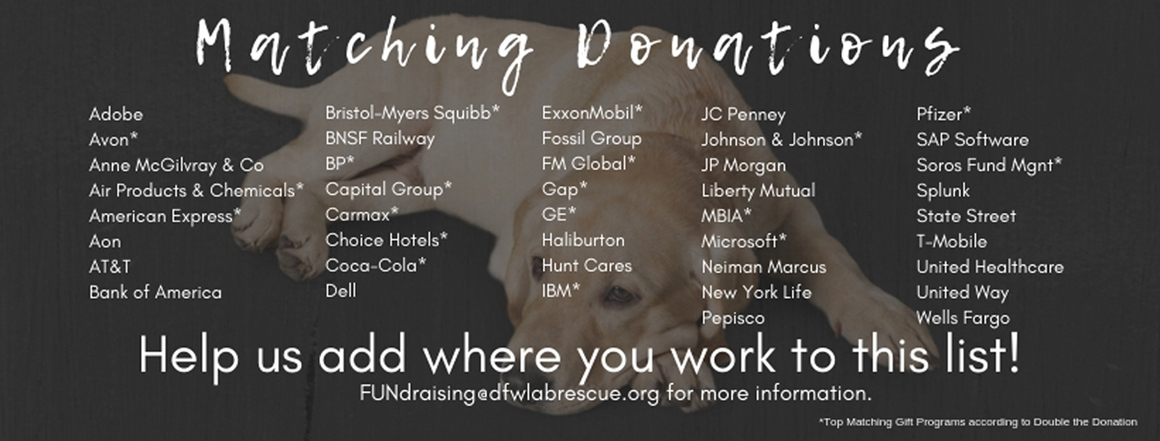 Matching Donations
Adobe
Avon*
Anne McGilvray & Co
Air Products & Chemicals*
American Express*
Aon
AT&T
Bank of America
Bristol-Myers Squibb*
BNSF Railway
BP*
Capital Group*
Carmax*
Choice Hotels*
Coca-Cola*
Dell
ExxonMobil*
Fossil Group
FM Global*
Gap*
GE*
Haliburton
Hunt Cares
IBM*
JC Penney
Johnson & Johnson*
JP Morgan
Liberty Mutual
MBIA*
Microsoft*
Neiman Marcus
New York Life
Pepisco
Pfizer*
SAP Software
Soros Fund Mgnt*
Splunk
State Street
T-Mobile
United Healthcare
United Way
Wells Fargo
Help us add where you work to this list!
FUNdraising@dfwlabrescue.org for more information.
*Top Matching Gift Programs according to Double the Donation